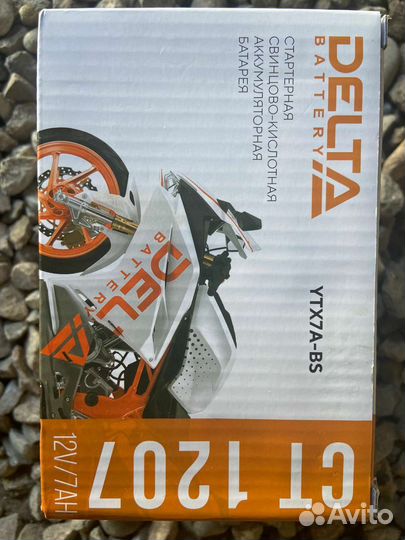 DELTA
BATTERY
СТАРТЕРНАЯ
СВИНЦОВО-КИСЛОТНАЯ
АККУМУЛЯТОРНАЯ
БАТАРЕЯ
DELTA
BATTERY
YTX7A-BS
CT 1207
12V/7AH
Avito